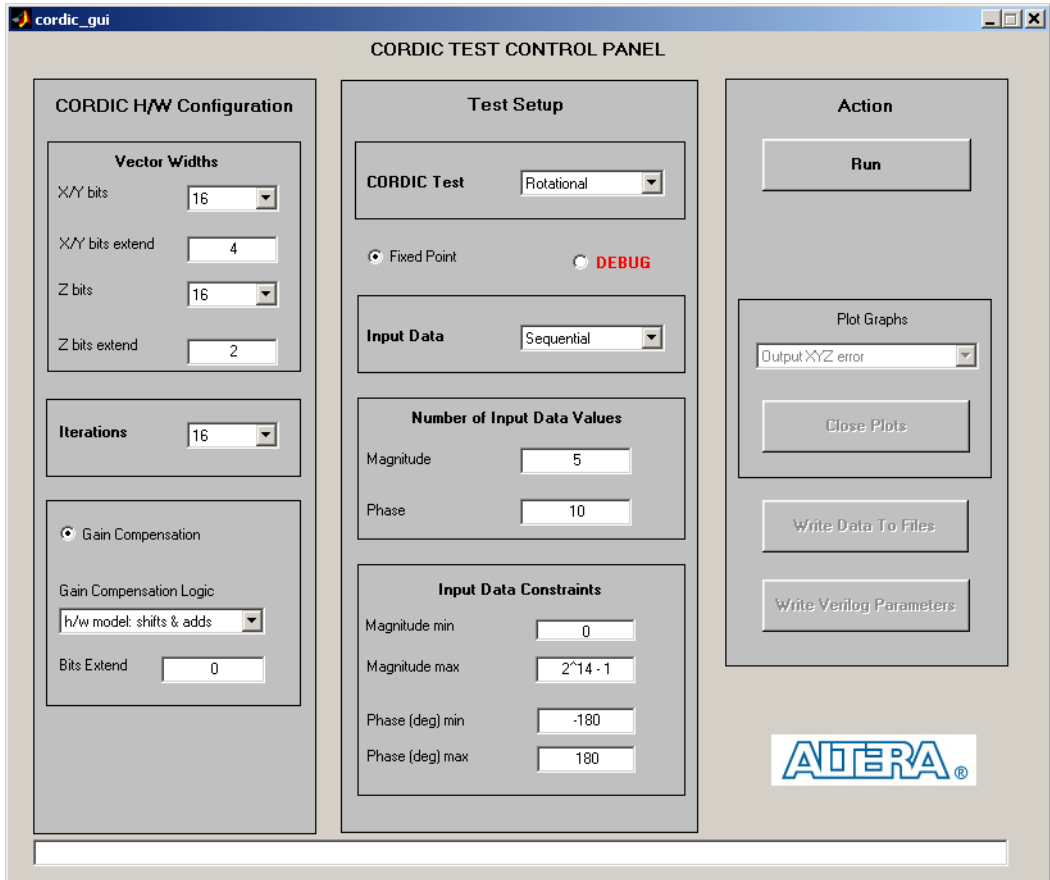 cordic_gui
CORDIC TEST CONTROL PANEL
CORDIC H/W Configuration
Vector Widths
X/Y bits
16
X/Y bits extend
4
Z bits
16
Z bits extend
2
Iterations
16
Gain Compensation
Gain Compensation Logic
h/w model: shifts & adds
Bits Extend
0
Test Setup
CORDIC Test
Rotational
Fixed Point
DEBUG
Input Data
Sequential
Number of Input Data Values
Magnitude
5
Phase
10
Input Data Constraints
Magnitude min
0
Magnitude max
2^14 - 1
Phase (deg) min
-180
Phase (deg) max
180
Action
Run
Plot Graphs
Output XYZ error
Close Plots
Write Data To Files
Write Verilog Parameters
ALTERA®